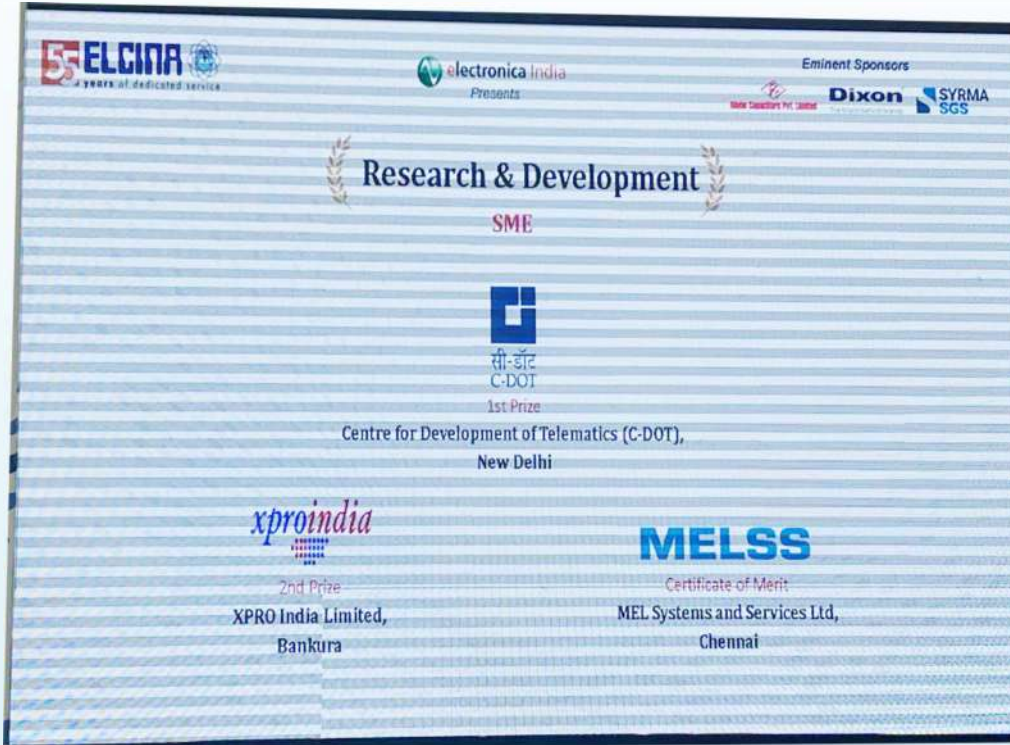 55 ELCINA
years of dedicated service
electronica India
Presents
Eminent Sponsors
Dixon
SYRMA
SGS
Research & Development
SME
सी-डॉट
C-DOT
1st Prize
Centre for Development of Telematics (C-DOT),
New Delhi
xproindia
2nd Prize
XPRO India Limited,
Bankura
MELSS
Certificate of Merit
MEL Systems and Services Ltd,
Chennai